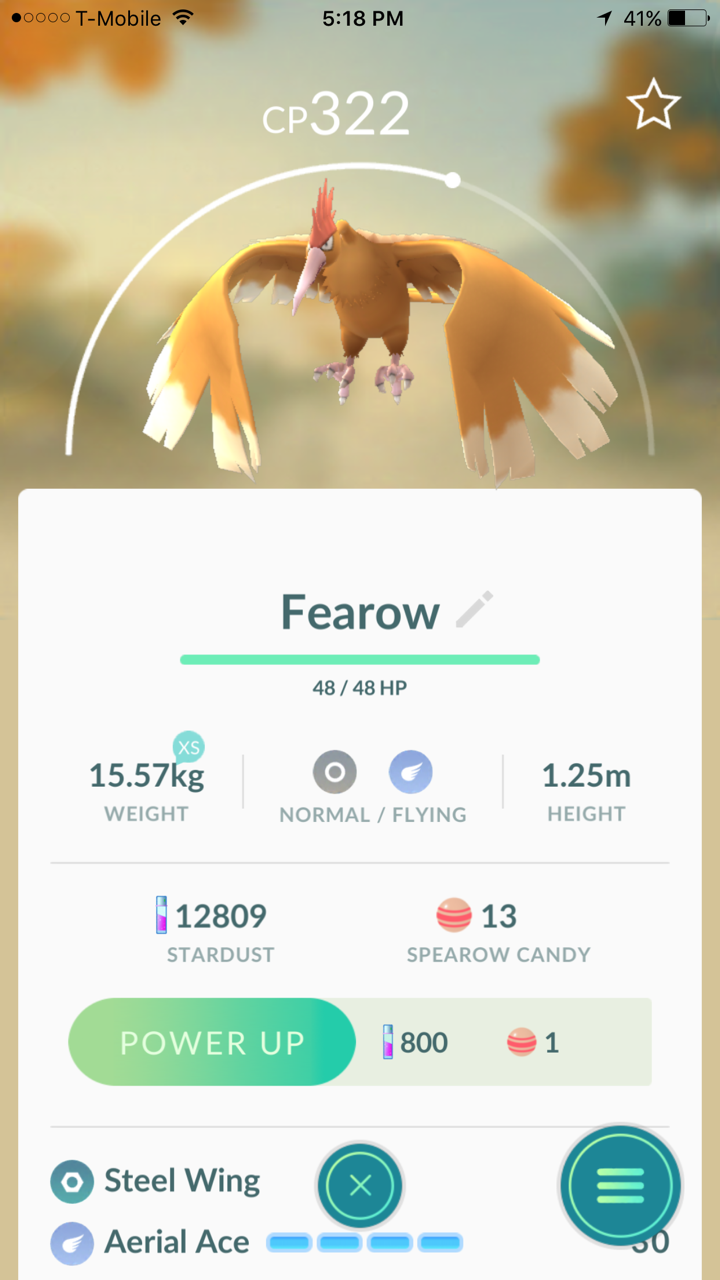 T-Mobile 5:18 PM 41%
CP322
Fearow
48 / 48 HP
XS
15.57kg 1.25m
WEIGHT NORMAL / FLYING HEIGHT
12809 13
STARDUST SPEAROW CANDY
POWER UP 800 1
Steel Wing
Aerial Ace